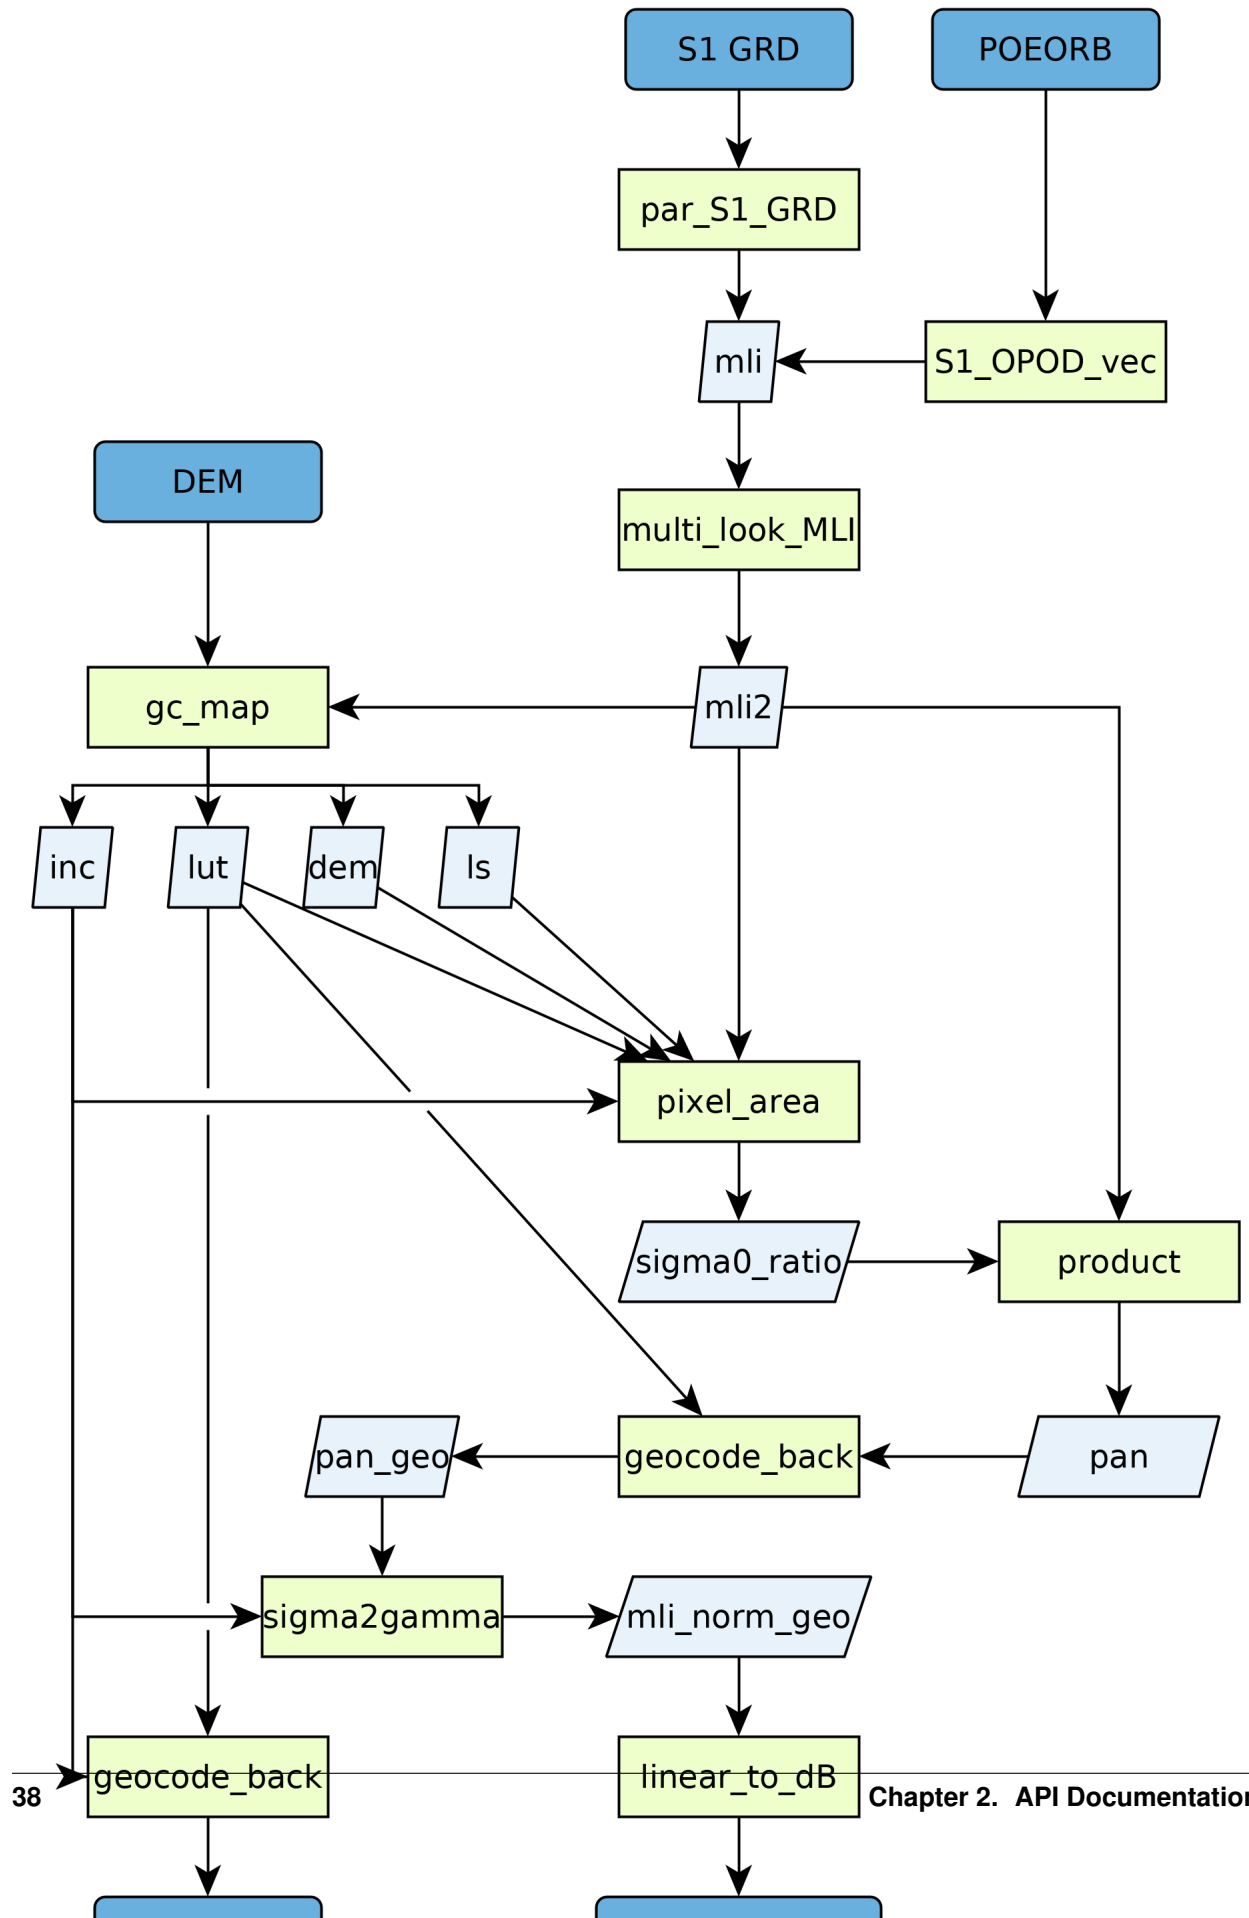 S1 GRD
POEORB
par_S1_GRD
mli
S1_OPOD_vec
DEM
multi_look_MLI
gc_map
mli2
inc
lut
dem
ls
pixel_area
sigma0_ratio
product
pan_geo
geocode_back
pan
sigma2gamma
mli_norm_geo
geocode_back
linear_to_dB
38
Chapter 2. API Documentation